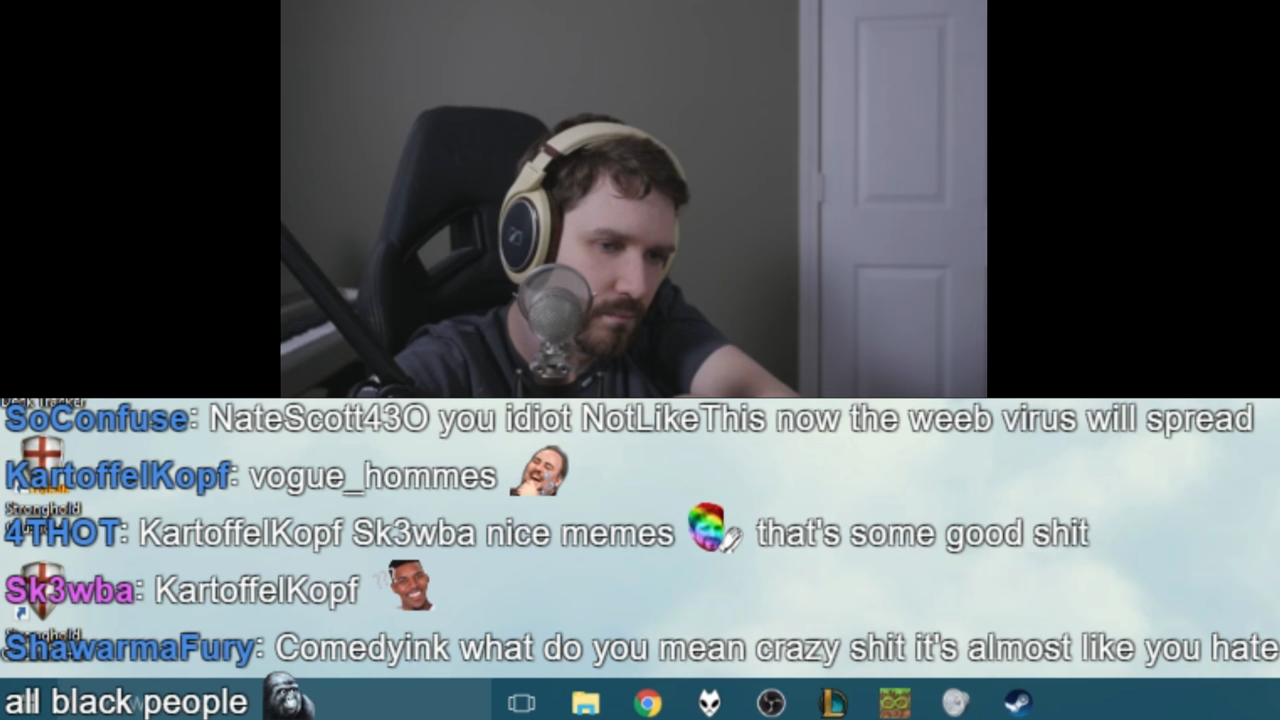 SoConfuse: NateScott43O you idiot NotLikeThis now the weeb virus will spread
KartoffelKopf: vogue_hommes
Stronghold
4THOT: KartoffelKopf Sk3wba nice memes that's some good shit
Sk3wba: KartoffelKopf
ShawarmaFury: Comedyink what do you mean crazy shit it's almost like you hate
all black people